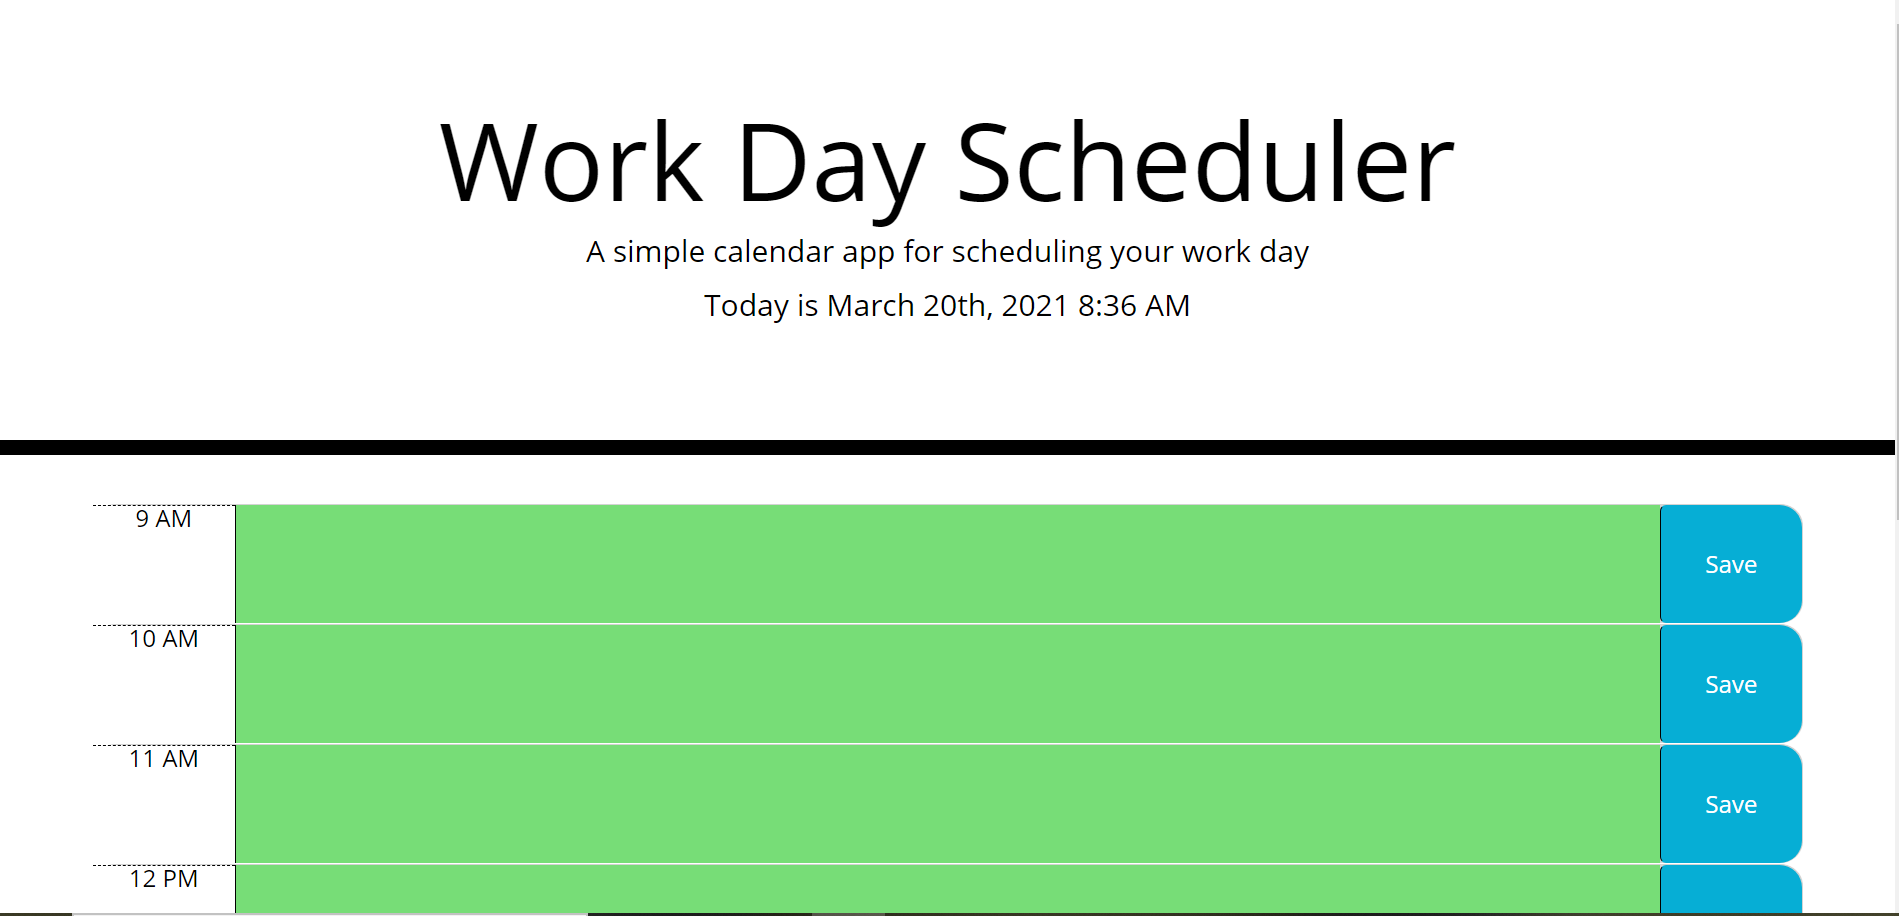 Work Day Scheduler
A simple calendar app for scheduling your work day
Today is March 20th, 2021 8:36 AM
9 AM
Save
10 AM
Save
11 AM
Save
12 PM